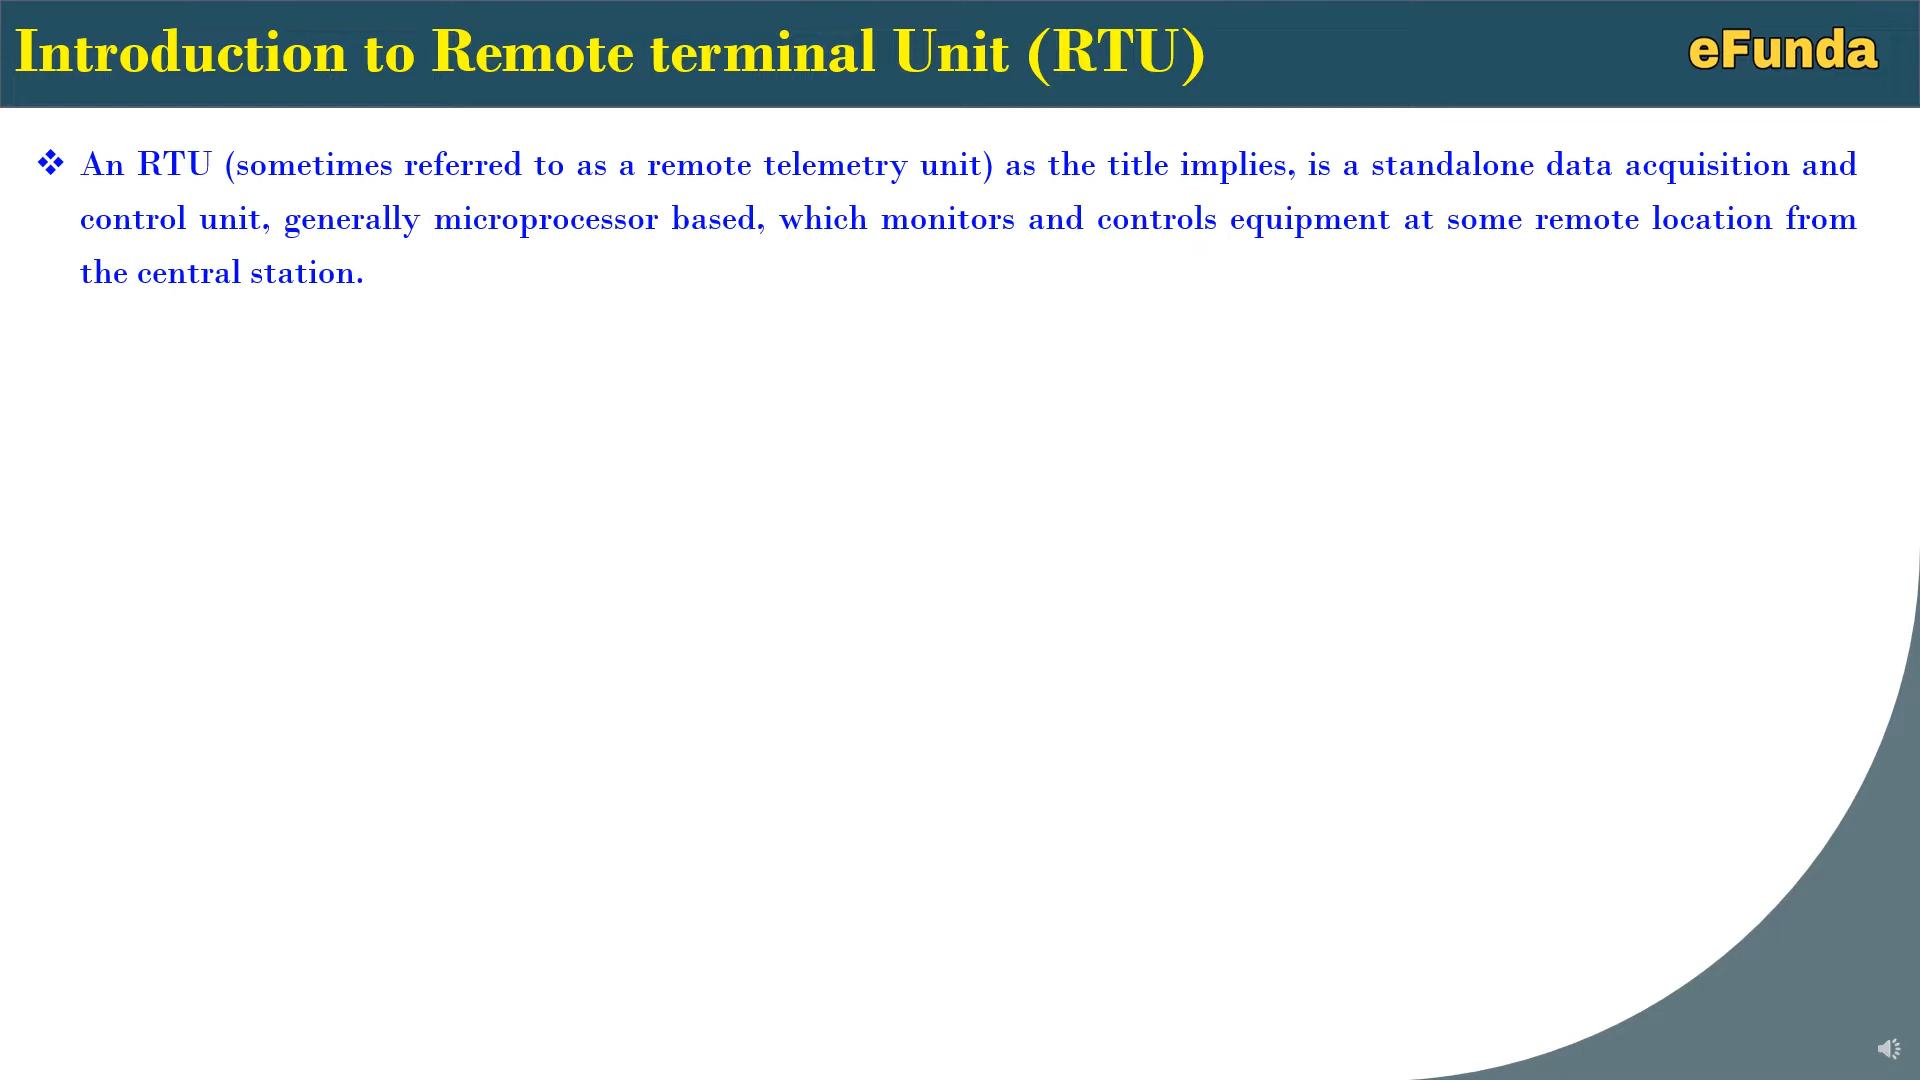 Introduction to Remote terminal Unit (RTU)
eFunda
❖ An RTU (sometimes referred to as a remote telemetry unit) as the title implies, is a standalone data acquisition and
control unit, generally microprocessor based, which monitors and controls equipment at some remote location from
the central station.